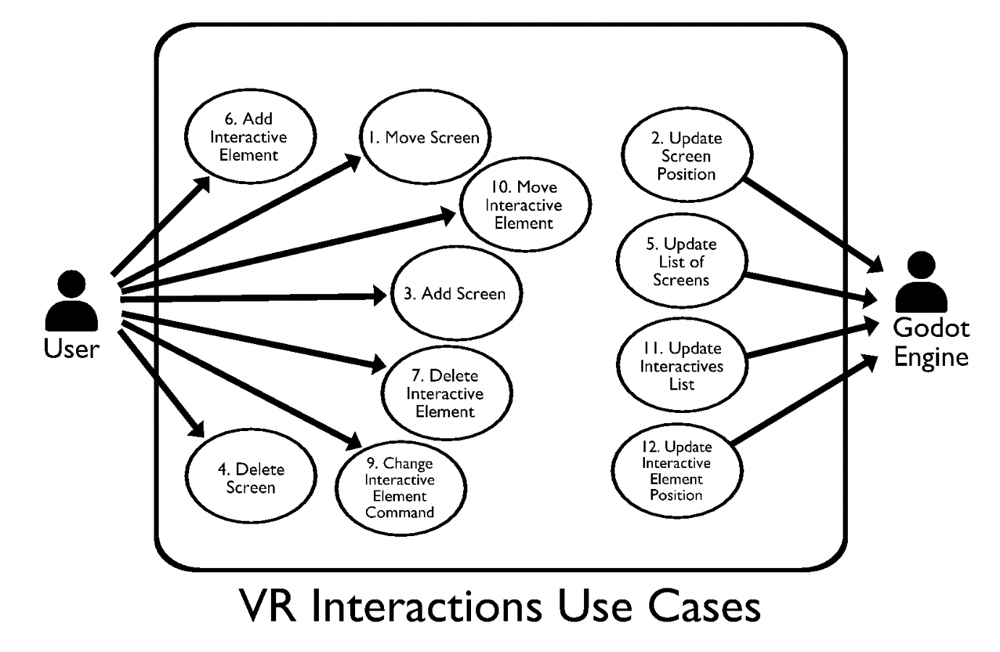 6. Add
Interactive
Element
1. Move Screen
10. Move
Interactive
Element
3. Add Screen
7. Delete
Interactive
Element
4. Delete
Screen
9. Change
Interactive
Element
Command
2. Update
Screen
Position
5. Update
List of
Screens
11. Update
Interactives
List
12. Update
Interactive
Element
Position
User
Godot
Engine
VR Interactions Use Cases